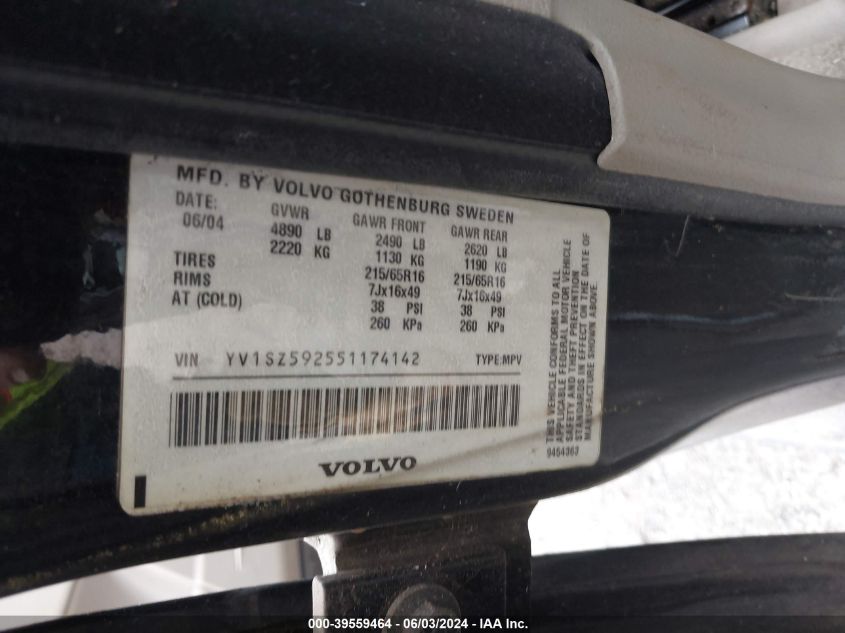 MFD. BY VOLVO GOTHENBURG SWEDEN
DATE: GVWR GAWR FRONT GAWR REAR
06/04 4890 LB 2490 LB 2620 LB
2220 KG 1130 KG 1190 KG
TIRES 215/65R16 215/65R16
RIMS 7Jx16x49 7Jx16x49
AT (COLD) 38 PSI 38 PSI
260 KPa 260 KPa
VIN YV1SZ592551174142 TYPE:MPV
VOLVO
THIS VEHICLE CONFORMS TO ALL
APPLICABLE FEDERAL MOTOR VEHICLE
SAFETY AND THEFT PREVENTION
STANDARDS IN EFFECT ON THE DATE OF
MANUFACTURE SHOWN ABOVE.
9454363
000-39559464 - 06/03/2024 - IAA, Inc.